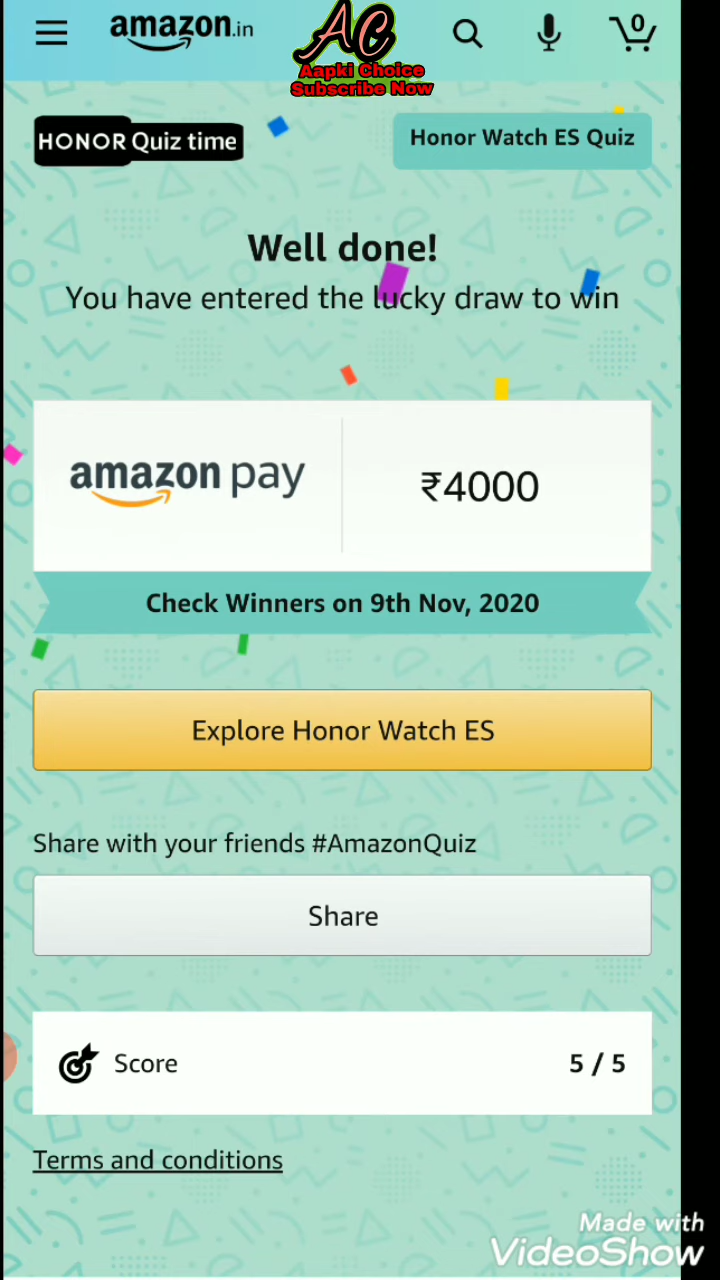 amazon.in
AC
Aapki Choice
Subscribe Now
0
HONOR Quiz time
Honor Watch ES Quiz
Well done!
You have entered the lucky draw to win
amazon pay
₹4000
Check Winners on 9th Nov, 2020
Explore Honor Watch ES
Share with your friends #AmazonQuiz
Share
Score
5 / 5
Terms and conditions
Made with
VideoShow